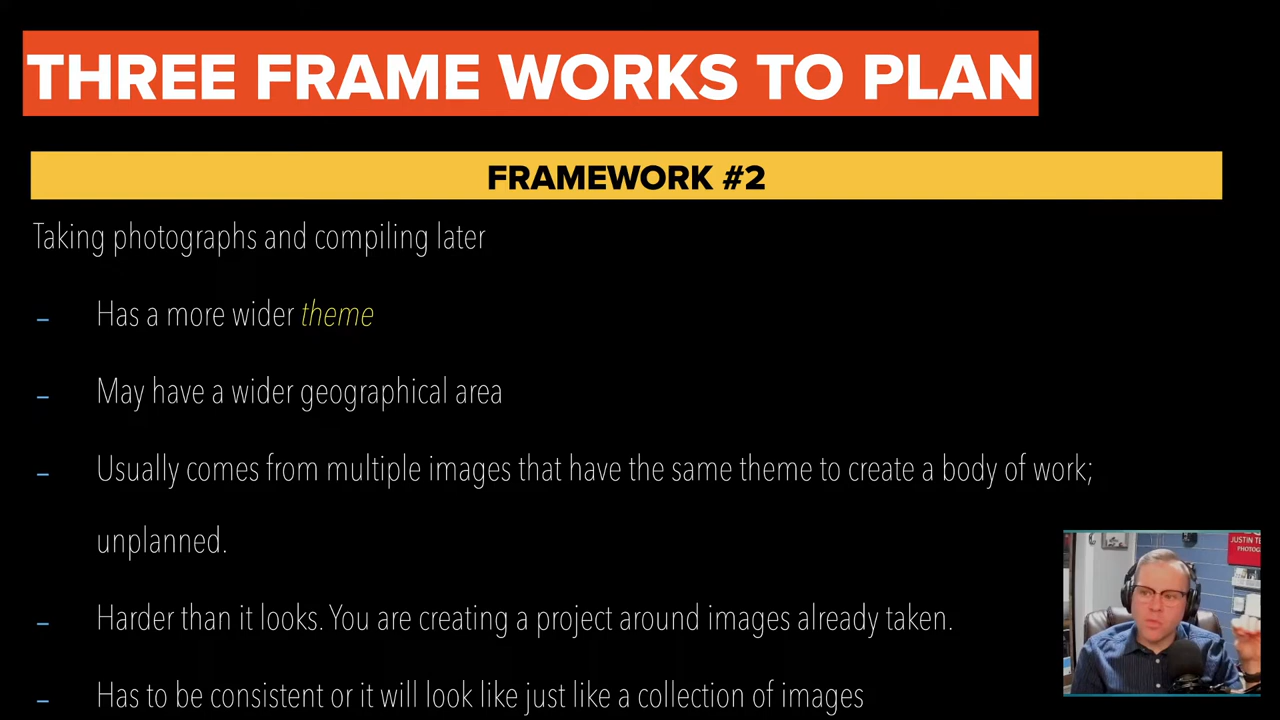 THREE FRAME WORKS TO PLAN
FRAMEWORK #2
Taking photographs and compiling later
– Has a more wider theme
– May have a wider geographical area
– Usually comes from multiple images that have the same theme to create a body of work;
unplanned.
– Harder than it looks. You are creating a project around images already taken.
– Has to be consistent or it will look like just like a collection of images
JUSTIN